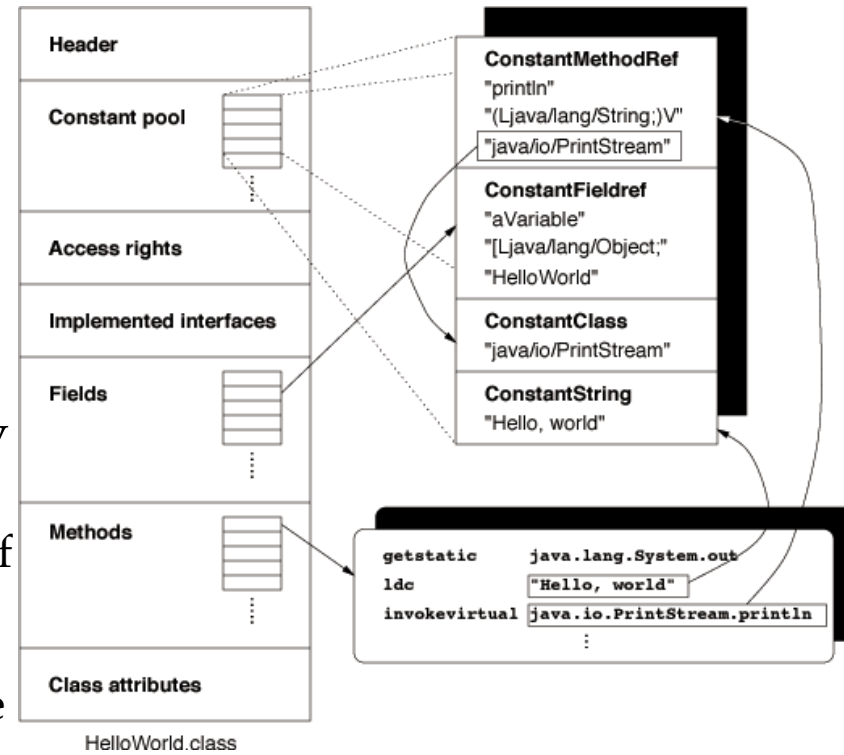 Header
Constant pool
Access rights
Implemented interfaces
Fields
Methods
Class attributes
HelloWorld.class
ConstantMethodRef
"println"
"(Ljava/lang/String;)V"
"java/io/PrintStream"
ConstantFieldref
"aVariable"
"[Ljava/lang/Object;"
"HelloWorld"
ConstantClass
"java/io/PrintStream"
ConstantString
"Hello, world"
getstatic java.lang.System.out
ldc "Hello, world"
invokevirtual java.io.PrintStream.println